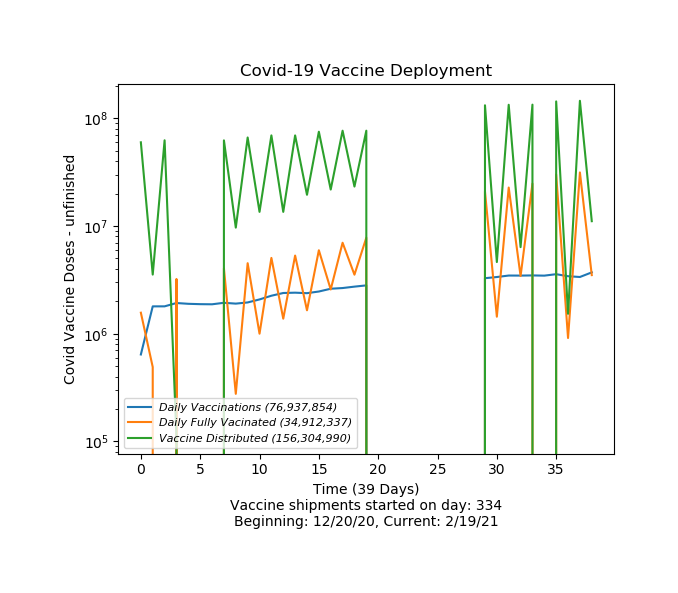 Covid-19 Vaccine Deployment
Covid Vaccine Doses - unfinished
10⁸
10⁷
10⁶
10⁵
Daily Vaccinations (76,937,854)
Daily Fully Vacinated (34,912,337)
Vaccine Distributed (156,304,990)
0 5 10 15 20 25 30 35
Time (39 Days)
Vaccine shipments started on day: 334
Beginning: 12/20/20, Current: 2/19/21